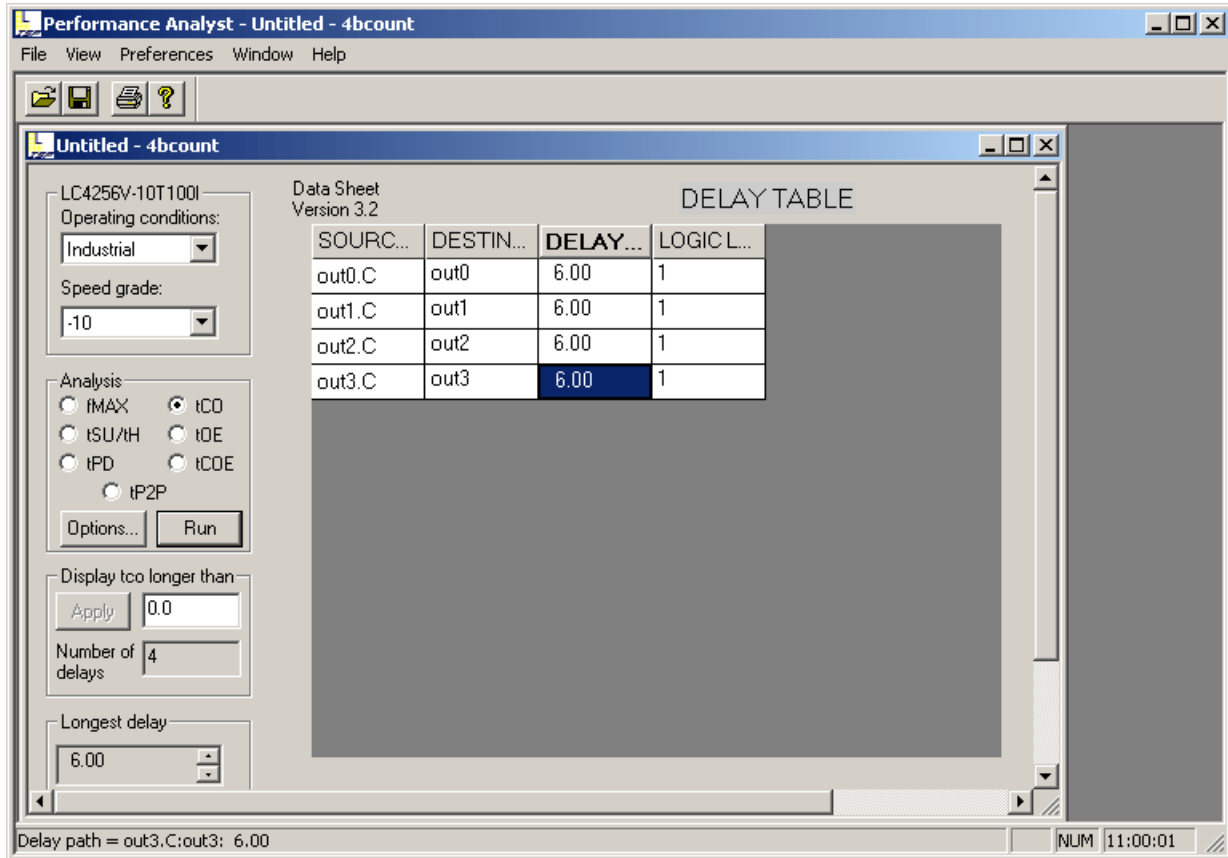 Performance Analyst - Untitled - 4bcount
File View Preferences Window Help
Untitled - 4bcount
LC4256V-10T100I
Operating conditions:
Industrial
Speed grade:
-10
Analysis
fMAX tCO
tSU/tH tOE
tPD tCOE
tP2P
Options... Run
Display tco longer than
Apply 0.0
Number of delays 4
Longest delay
6.00
Data Sheet
Version 3.2
DELAY TABLE
SOURC... DESTIN... DELAY... LOGIC L...
out0.C out0 6.00 1
out1.C out1 6.00 1
out2.C out2 6.00 1
out3.C out3 6.00 1
Delay path = out3.C:out3: 6.00 NUM 11:00:01